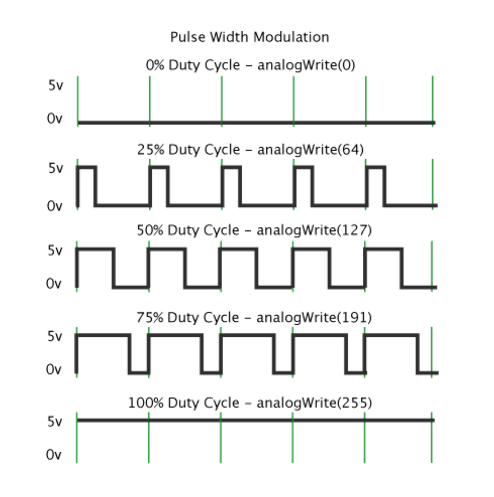 Pulse Width Modulation
0% Duty Cycle – analogWrite(0)
5v
0v
25% Duty Cycle – analogWrite(64)
5v
0v
50% Duty Cycle – analogWrite(127)
5v
0v
75% Duty Cycle – analogWrite(191)
5v
0v
100% Duty Cycle – analogWrite(255)
5v
0v